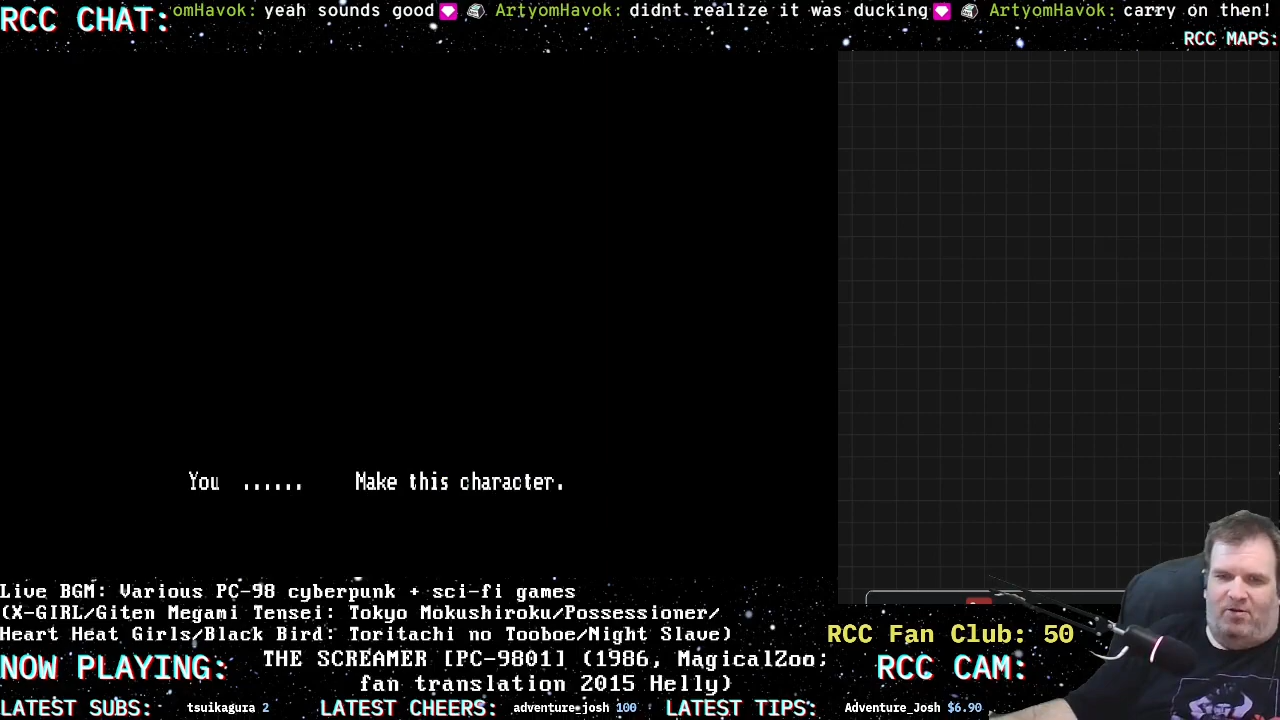 RCC CHAT:
omHavok: yeah sounds good ArtyomHavok: didnt realize it was ducking ArtyomHavok: carry on then!
RCC MAPS:
You ...... Make this character.
Live BGM: Various PC-98 cyberpunk + sci-fi games
(X-GIRL/Giten Megami Tensei: Tokyo Mokushiroku/Possessioner/
Heart Heat Girls/Black Bird: Toritachi no Tooboe/Night Slave)
RCC Fan Club: 50
NOW PLAYING:
THE SCREAMER [PC-9801] (1986, MagicalZoo;
fan translation 2015 Helly)
RCC CAM:
LATEST SUBS: tsuikagura 2 LATEST CHEERS: adventure_josh 100 LATEST TIPS: Adventure_Josh $6.90